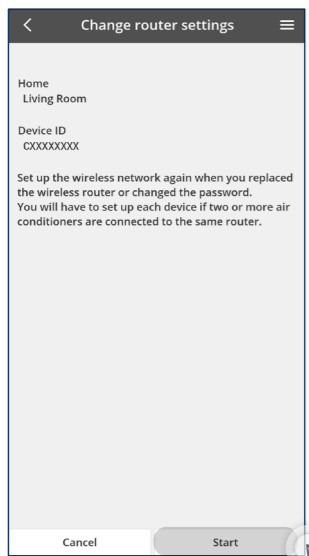 Change router settings
Home
Living Room
Device ID
CXXXXXXXX
Set up the wireless network again when you replaced
the wireless router or changed the password.
You will have to set up each device if two or more air
conditioners are connected to the same router.
Cancel
Start